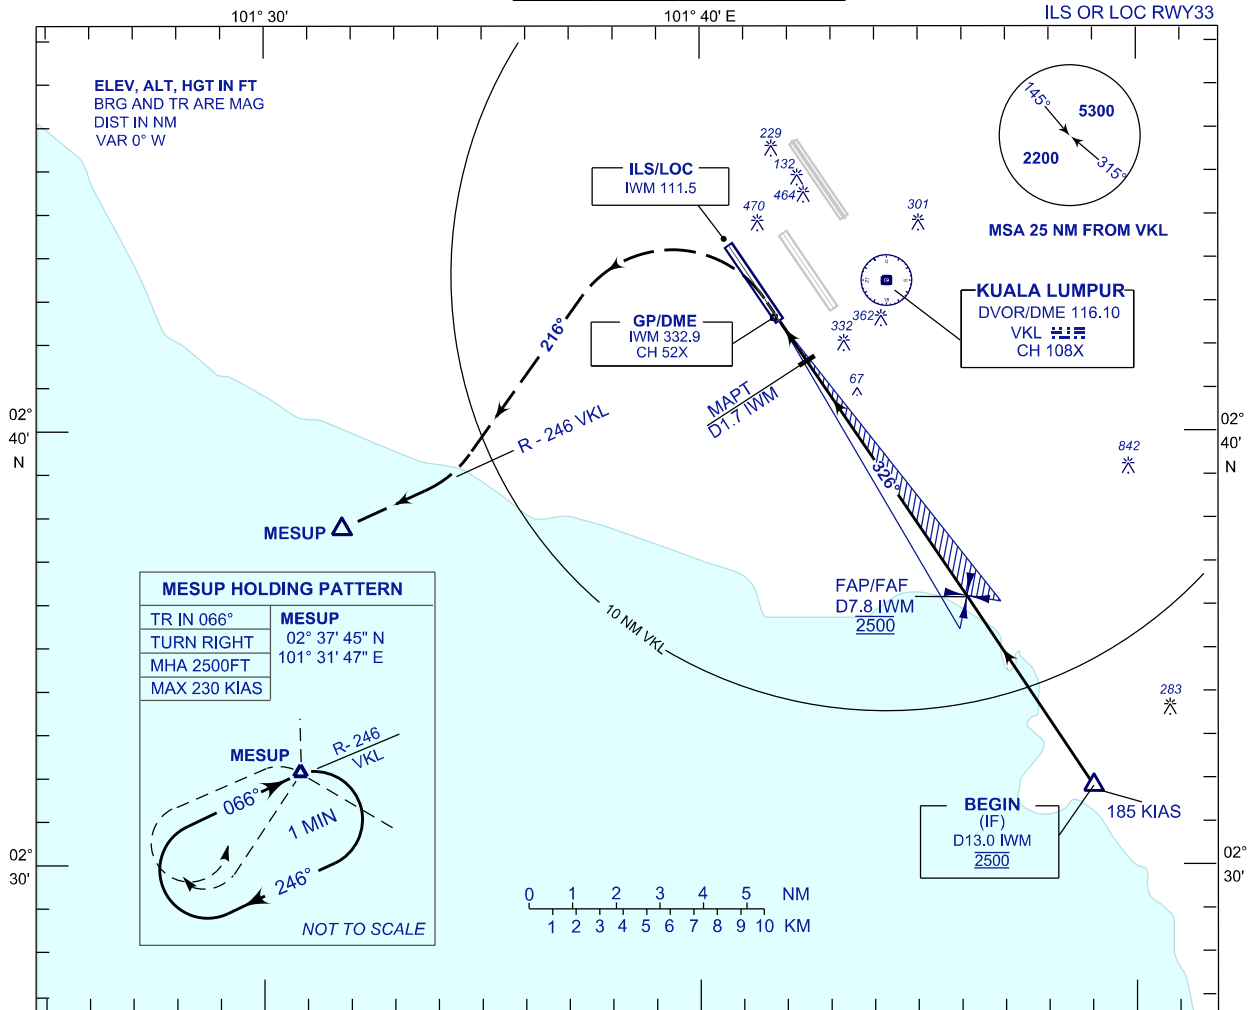 101° 30'
101° 40' E
ILS OR LOC RWY33
ELEV, ALT, HGT IN FT
BRG AND TR ARE MAG
DIST IN NM
VAR 0° W
145°
5300
2200
315°
MSA 25 NM FROM VKL
229
132
464
470
301
ILS/LOC
IWM 111.5
KUALA LUMPUR
DVOR/DME 116.10
VKL
CH 108X
GP/DME
IWM 332.9
CH 52X
362
332
67
216°
MAPT
D1.7 IWM
R - 246 VKL
02°
40'
N
02°
40'
N
842
326°
MESUP
FAP/FAF
D7.8 IWM
2500
10 NM VKL
MESUP HOLDING PATTERN
TR IN 066°
TURN RIGHT
MHA 2500FT
MAX 230 KIAS
MESUP
02° 37' 45" N
101° 31' 47" E
283
MESUP
R- 246
VKL
066°
1 MIN
246°
NOT TO SCALE
BEGIN
(IF)
D13.0 IWM
2500
185 KIAS
02°
30'
02°
30'
0 1 2 3 4 5 NM
1 2 3 4 5 6 7 8 9 10 KM